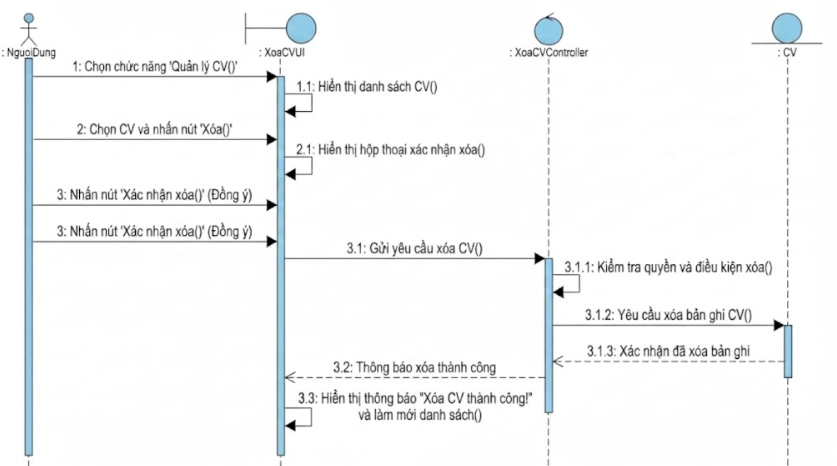 : NguoiDung
: XoaCVUI
: XoaCVController
: CV
1: Chọn chức năng 'Quản lý CV()'
1.1: Hiển thị danh sách CV()
2: Chọn CV và nhấn nút 'Xóa()'
2.1: Hiển thị hộp thoại xác nhận xóa()
3: Nhấn nút 'Xác nhận xóa()' (Đồng ý)
3: Nhấn nút 'Xác nhận xóa()' (Đồng ý)
3.1: Gửi yêu cầu xóa CV()
3.1.1: Kiểm tra quyền và điều kiện xóa()
3.1.2: Yêu cầu xóa bản ghi CV()
3.1.3: Xác nhận đã xóa bản ghi
3.2: Thông báo xóa thành công
3.3: Hiển thị thông báo "Xóa CV thành công!"
và làm mới danh sách()